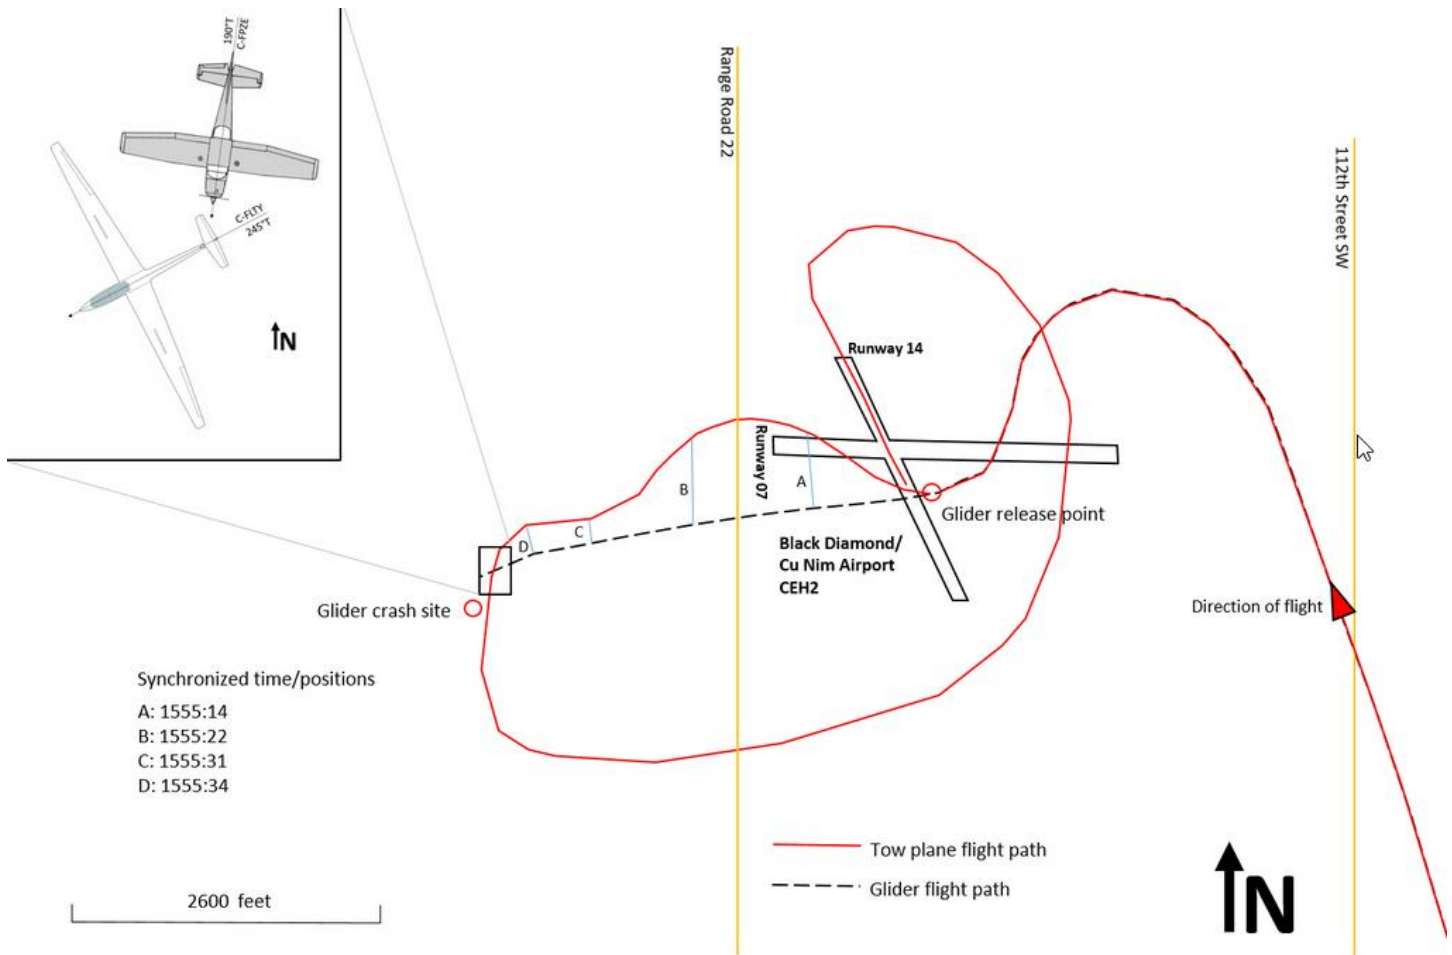 190°T
C-FPZE
C-FLTY
245°T
N
Range Road 22
112th Street SW
Runway 14
Runway 07
A
B
C
D
Glider release point
Black Diamond/
Cu Nim Airport
CEH2
Glider crash site
Direction of flight
Synchronized time/positions
A: 1555:14
B: 1555:22
C: 1555:31
D: 1555:34
Tow plane flight path
Glider flight path
2600 feet
N